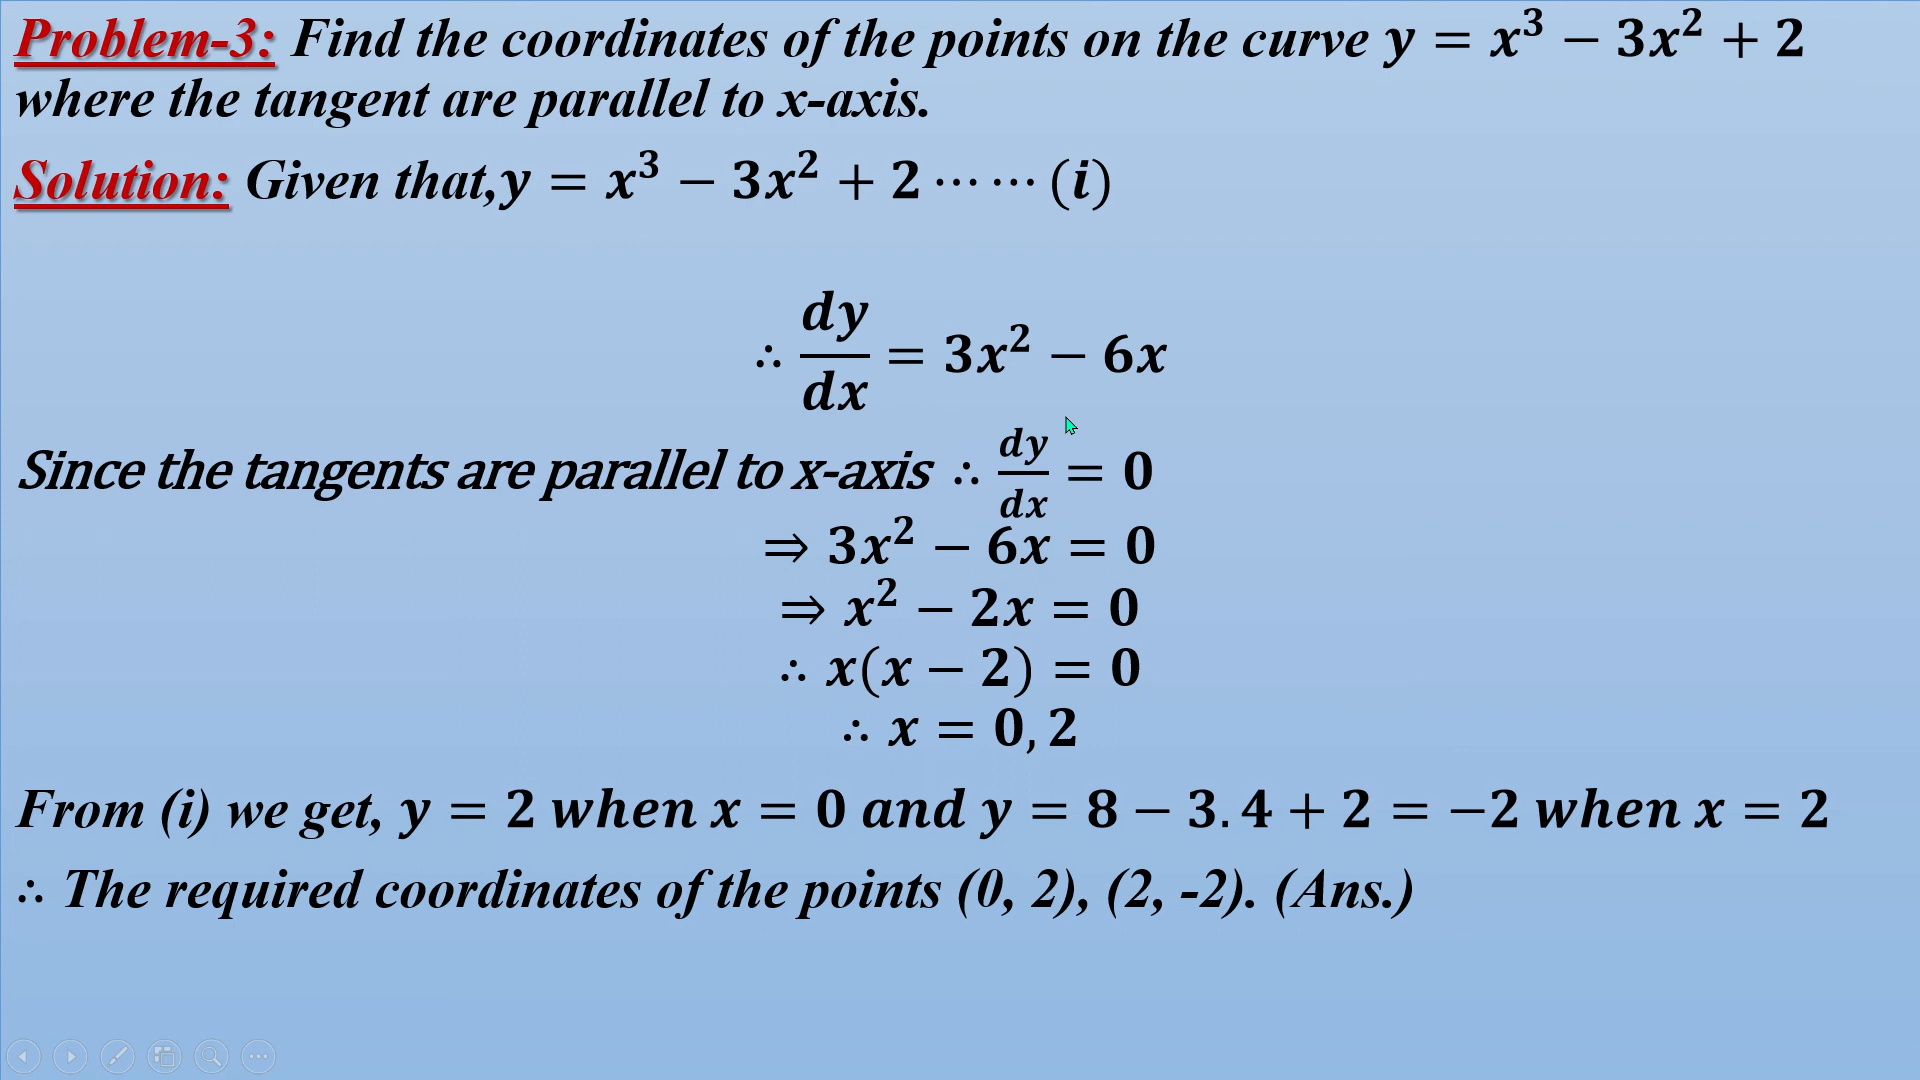 Problem-3: Find the coordinates of the points on the curve y = x³ − 3x² + 2
where the tangent are parallel to x-axis.
Solution: Given that,y = x³ − 3x² + 2 ⋯ ⋯ (i)
∴ dy/dx = 3x² − 6x
Since the tangents are parallel to x-axis ∴ dy/dx = 0
⇒ 3x² − 6x = 0
⇒ x² − 2x = 0
∴ x(x − 2) = 0
∴ x = 0, 2
From (i) we get, y = 2 when x = 0 and y = 8 − 3. 4 + 2 = −2 when x = 2
∴ The required coordinates of the points (0, 2), (2, -2). (Ans.)